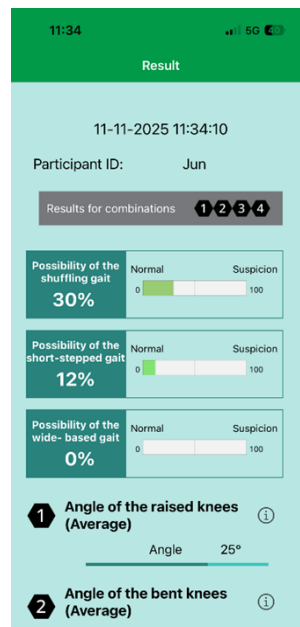 11:34 5G 40
Result
11-11-2025 11:34:10
Participant ID: Jun
Results for combinations 1 2 3 4
Possibility of the
shuffling gait
30%
Normal Suspicion
0 100
Possibility of the
short-stepped gait
12%
Normal Suspicion
0 100
Possibility of the
wide- based gait
0%
Normal Suspicion
0 100
1 Angle of the raised knees
(Average)
Angle 25°
2 Angle of the bent knees
(Average)